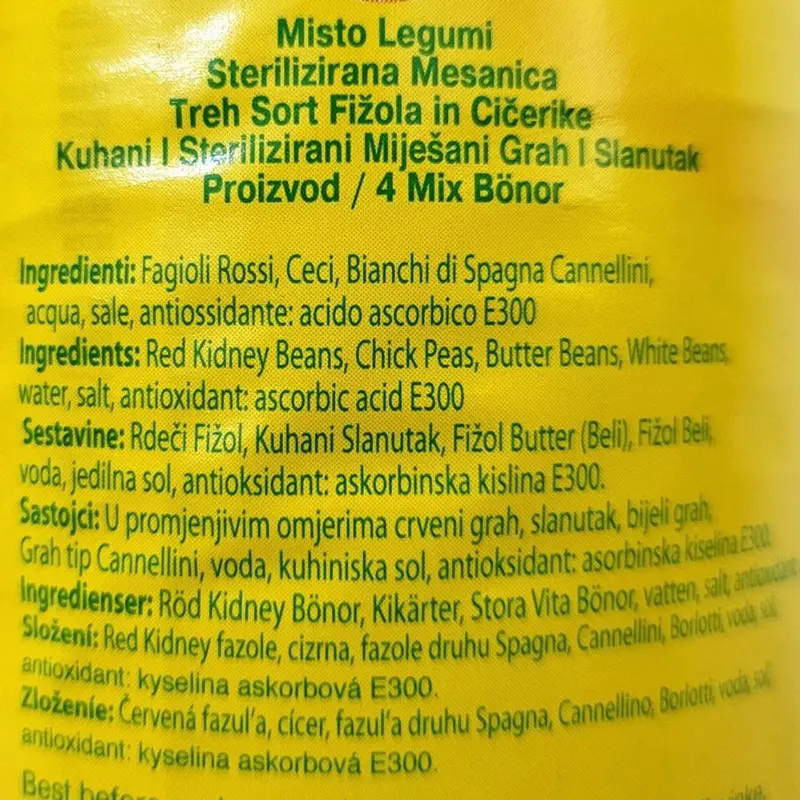 Misto Legumi
Sterilizirana Mesanica
Treh Sort Fižola in Cičerike
Kuhani I Sterilizirani Miješani Grah I Slanutak
Proizvod / 4 Mix Bönor
Ingredienti: Fagioli Rossi, Ceci, Bianchi di Spagna Cannellini,
acqua, sale, antiossidante: acido ascorbico E300
Ingredients: Red Kidney Beans, Chick Peas, Butter Beans, White Beans,
water, salt, antioxidant: ascorbic acid E300
Sestavine: Rdeči Fižol, Kuhani Slanutak, Fižol Butter (Beli), Fižol Beli,
voda, jedilna sol, antioksidant: askorbinska kislina E300.
Sastojci: U promjenjivim omjerima crveni grah, slanutak, bijeli grah,
Grah tip Cannellini, voda, kuhiniska sol, antioksidant: asorbinska kiselina E300.
Ingredienser: Röd Kidney Bönor, Kikärter, Stora Vita Bönor, vatten, salt, antioxidant:
Složení: Red Kidney fazole, cizrna, fazole druhu Spagna, Cannellini, Borlotti, voda, sůl,
antioxidant: kyselina askorbová E300.
Zloženie: Červená fazul'a, cícer, fazul'a druhu Spagna, Cannellino, Borlotti, voda, sol',
antioxidant: kyselina askorbová E300.
Best before